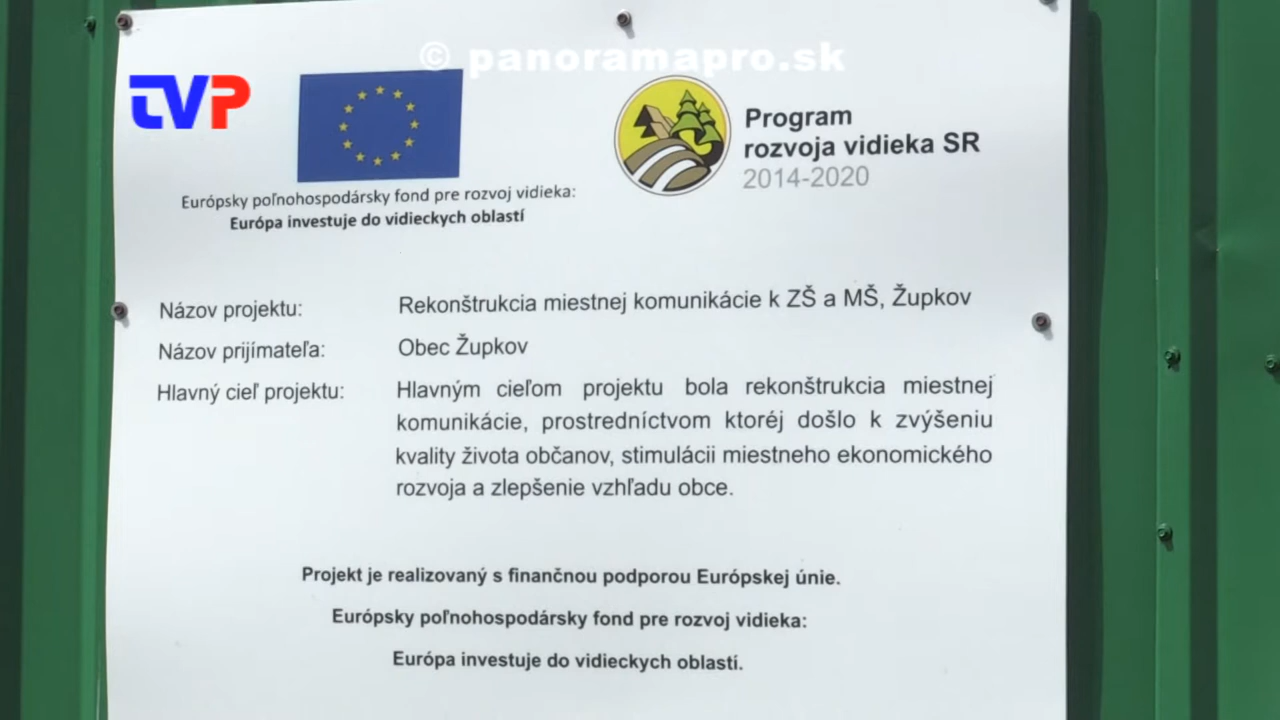 © panoramapro.sk
TVP
Program
rozvoja vidieka SR
2014-2020
Európsky poľnohospodársky fond pre rozvoj vidieka:
Európa investuje do vidieckych oblastí
Názov projektu: Rekonštrukcia miestnej komunikácie k ZŠ a MŠ, Župkov
Názov prijímateľa: Obec Župkov
Hlavný cieľ projektu: Hlavným cieľom projektu bola rekonštrukcia miestnej
komunikácie, prostredníctvom ktoréj došlo k zvýšeniu
kvality života občanov, stimulácii miestneho ekonomického
rozvoja a zlepšenie vzhľadu obce.
Projekt je realizovaný s finančnou podporou Európskej únie.
Európsky poľnohospodársky fond pre rozvoj vidieka:
Európa investuje do vidieckych oblastí.